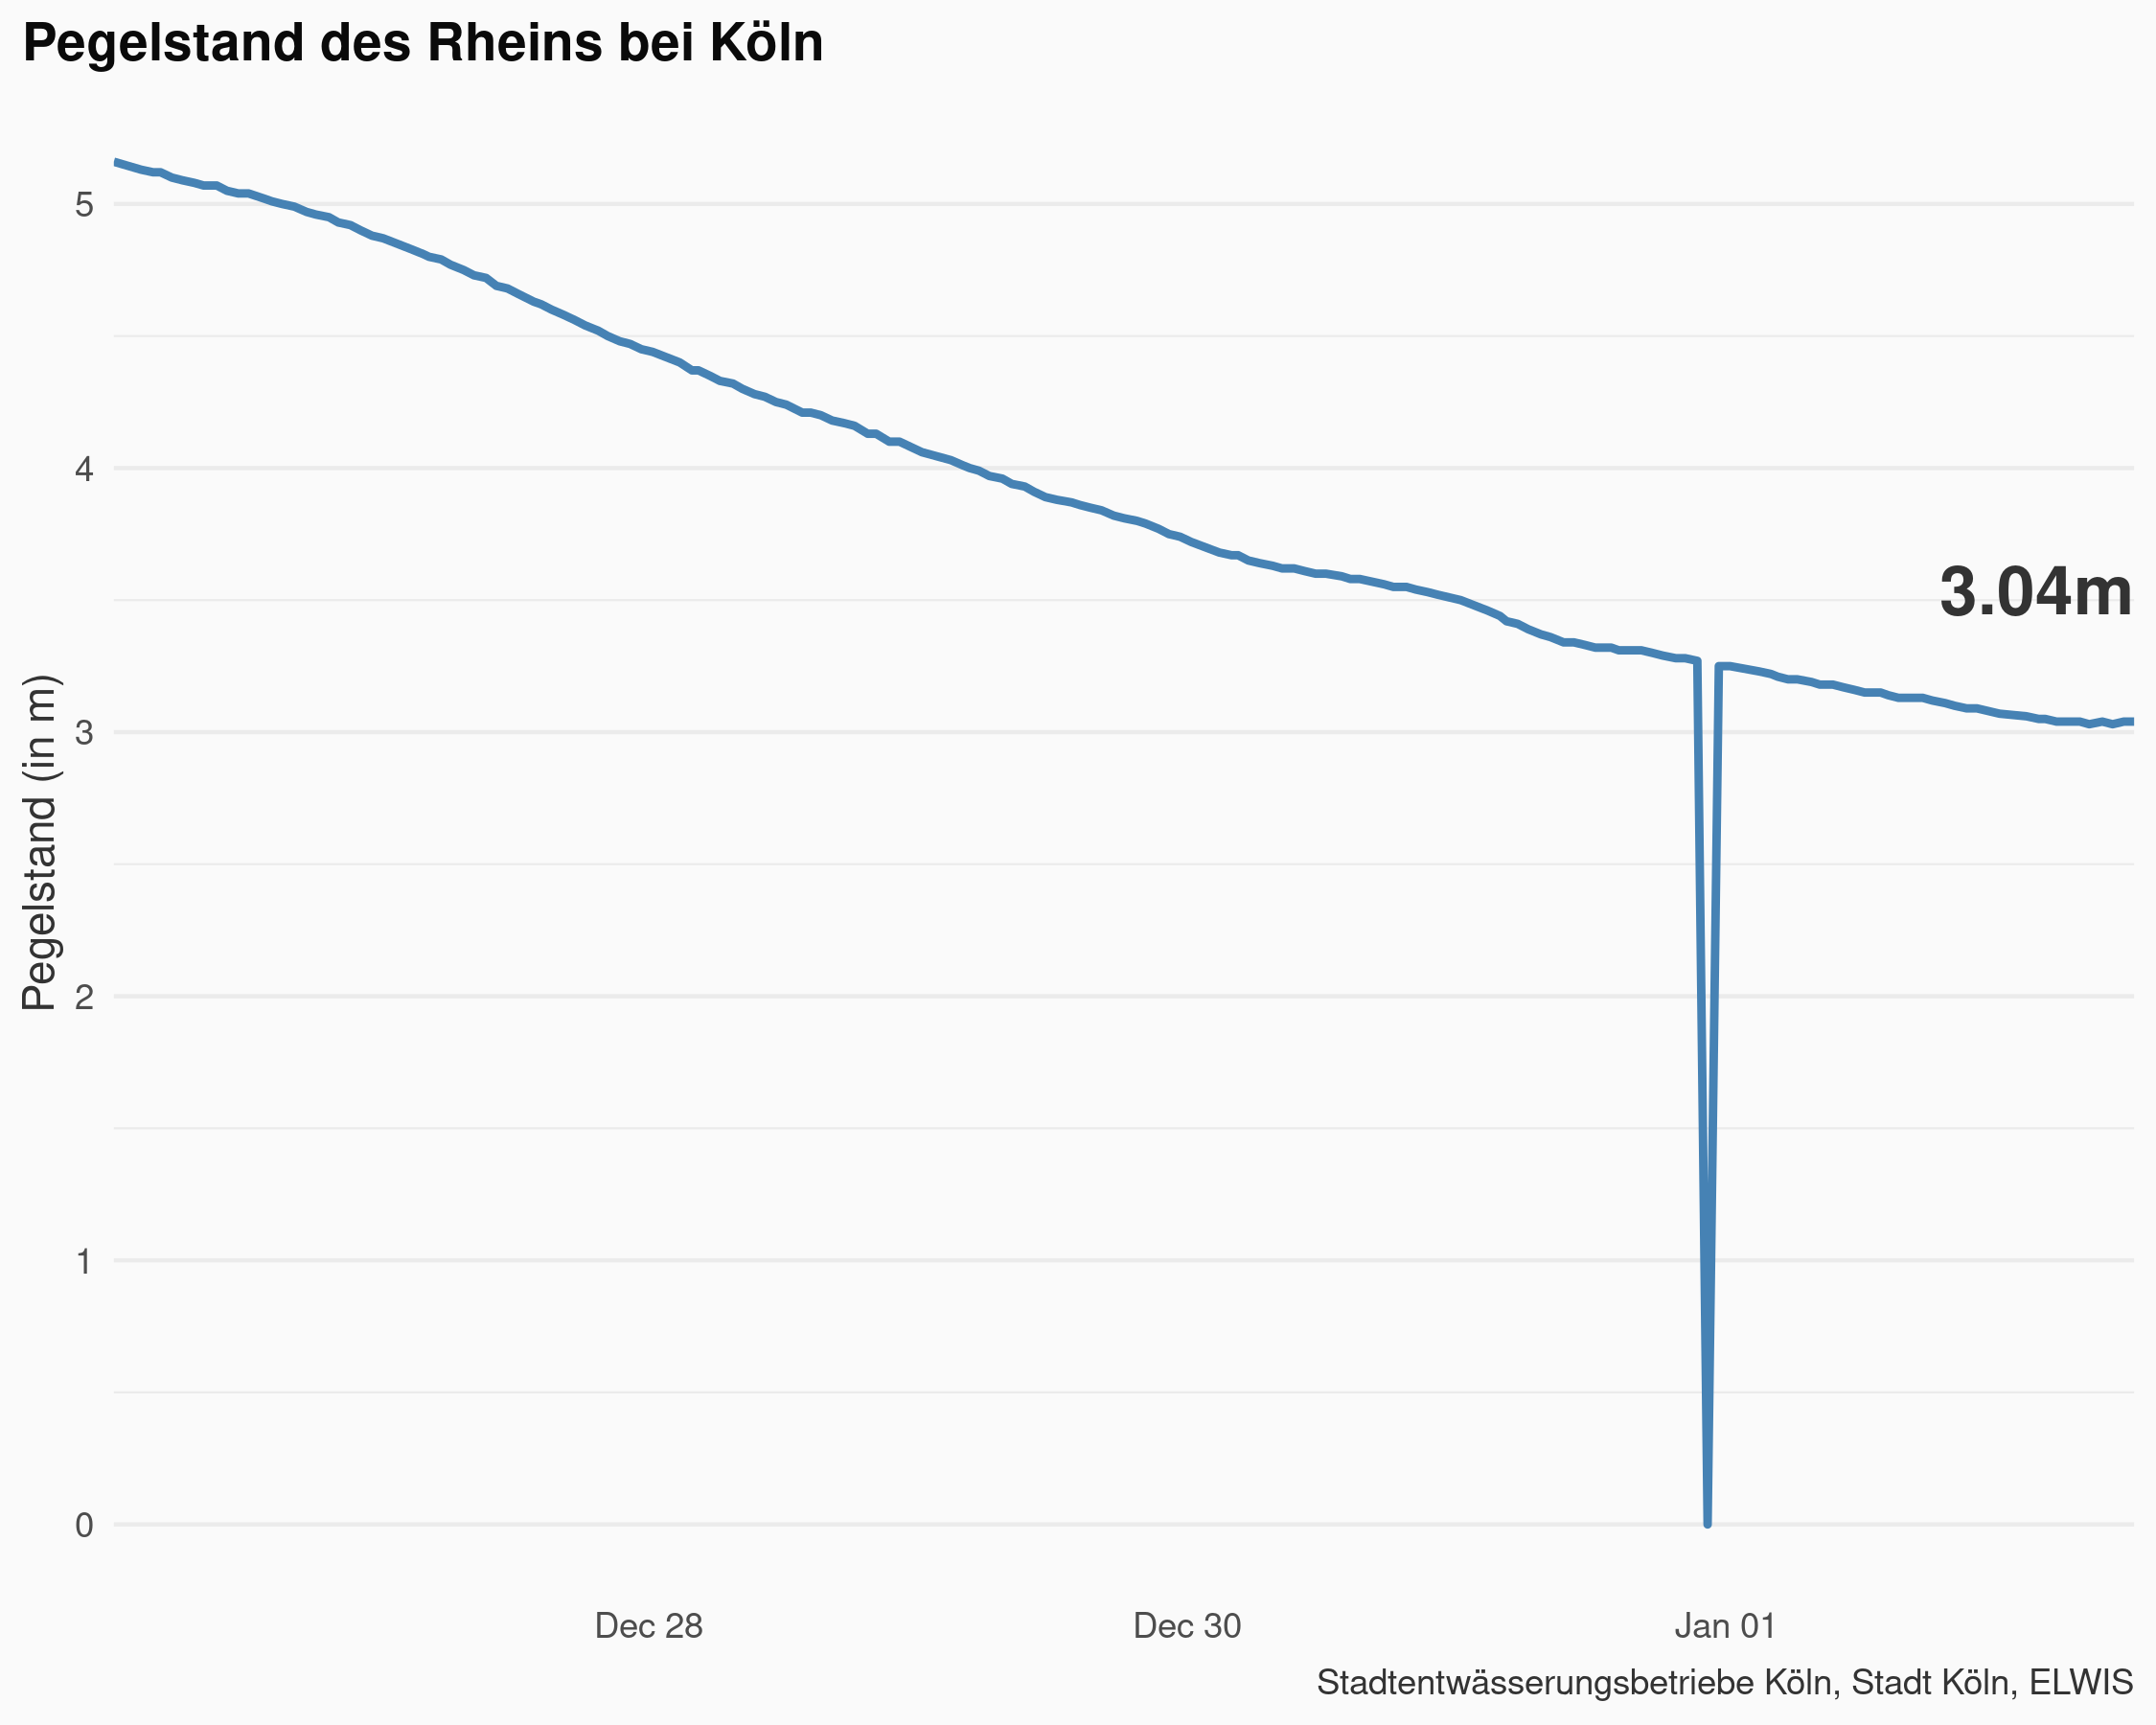 Pegelstand des Rheins bei Köln
Pegelstand (in m)
5
4
3
2
1
0
3.04m
Dec 28
Dec 30
Jan 01
Stadtentwässerungsbetriebe Köln, Stadt Köln, ELWIS